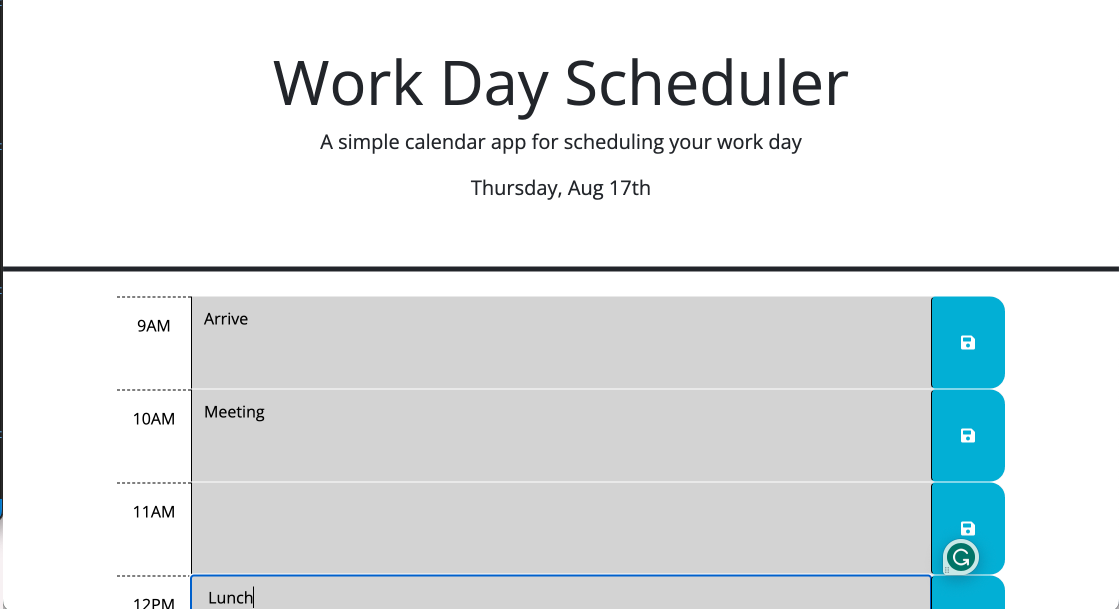 Work Day Scheduler
A simple calendar app for scheduling your work day
Thursday, Aug 17th
9AM
Arrive
10AM
Meeting
11AM
12PM
Lunch